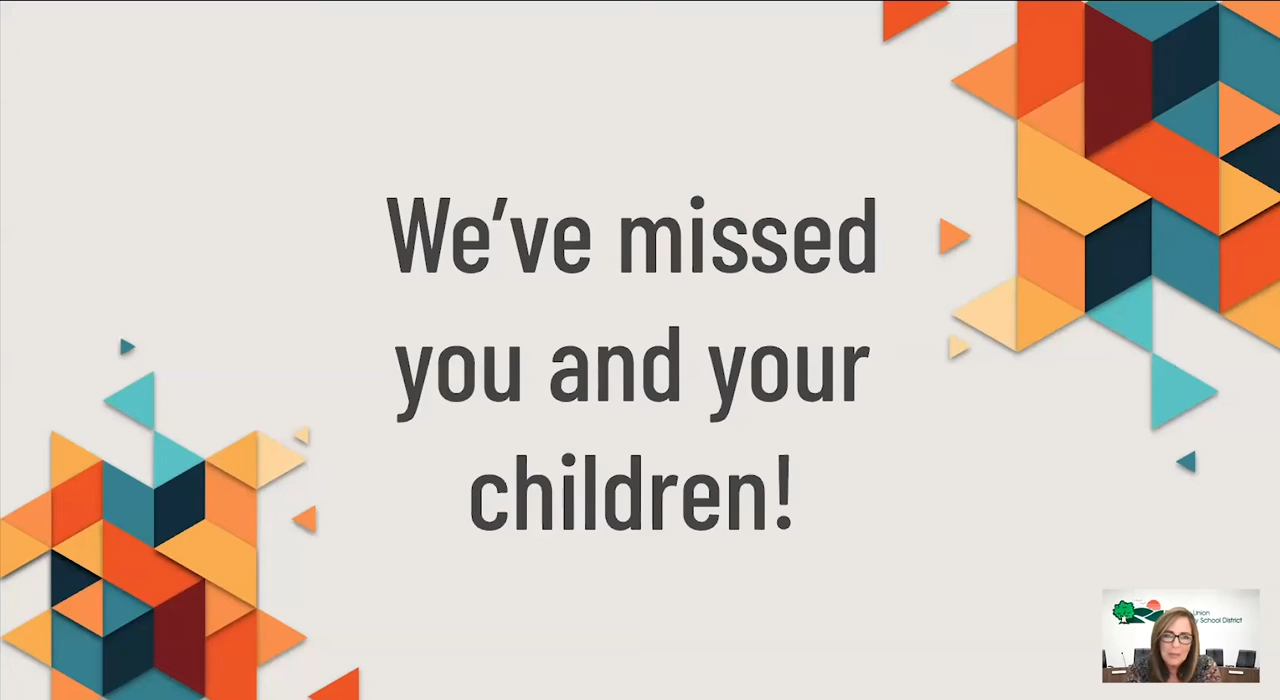 We’ve missed
you and your
children!
Union
School District